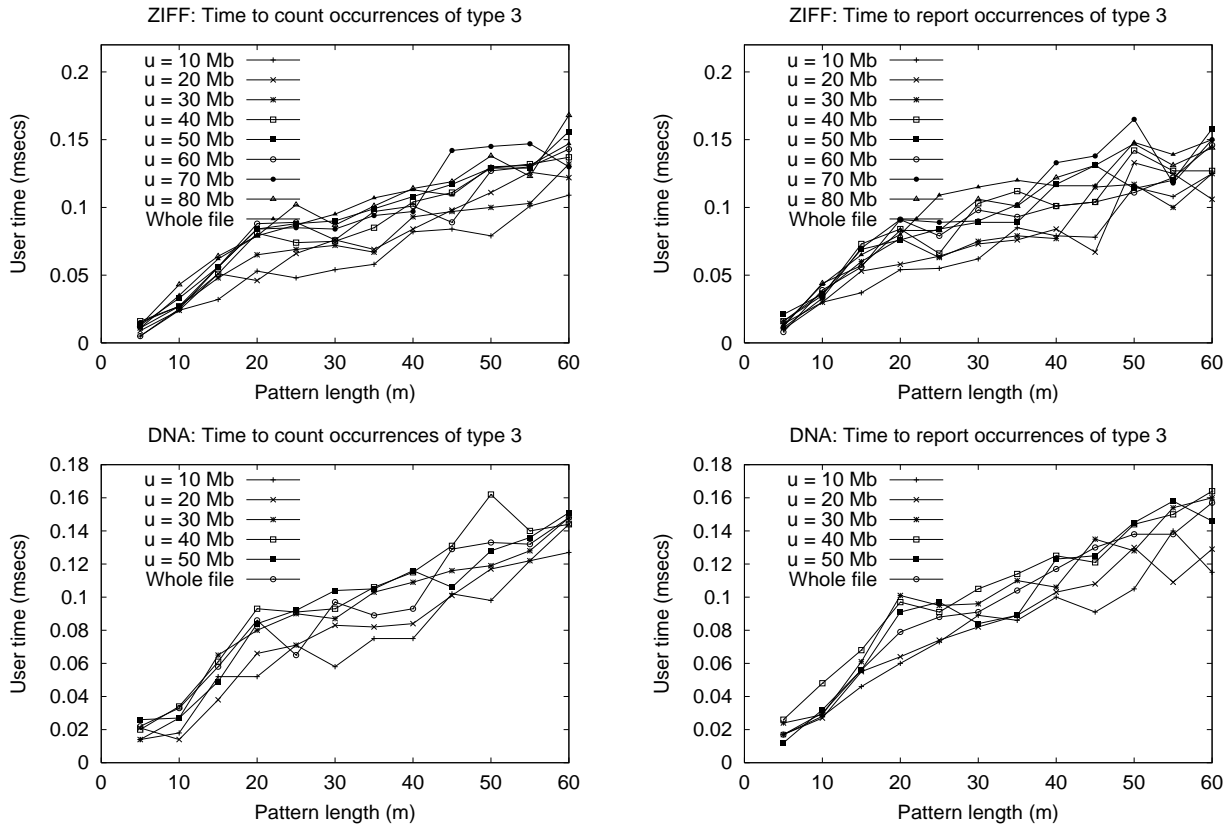 ZIFF: Time to count occurrences of type 3
0.2
0.15
0.1
0.05
0
User time (msecs)
u = 10 Mb
u = 20 Mb
u = 30 Mb
u = 40 Mb
u = 50 Mb
u = 60 Mb
u = 70 Mb
u = 80 Mb
Whole file
0 10 20 30 40 50 60
Pattern length (m)
ZIFF: Time to report occurrences of type 3
0.2
0.15
0.1
0.05
0
User time (msecs)
u = 10 Mb
u = 20 Mb
u = 30 Mb
u = 40 Mb
u = 50 Mb
u = 60 Mb
u = 70 Mb
u = 80 Mb
Whole file
0 10 20 30 40 50 60
Pattern length (m)
DNA: Time to count occurrences of type 3
0.18
0.16
0.14
0.12
0.1
0.08
0.06
0.04
0.02
0
User time (msecs)
u = 10 Mb
u = 20 Mb
u = 30 Mb
u = 40 Mb
u = 50 Mb
Whole file
0 10 20 30 40 50 60
Pattern length (m)
DNA: Time to report occurrences of type 3
0.18
0.16
0.14
0.12
0.1
0.08
0.06
0.04
0.02
0
User time (msecs)
u = 10 Mb
u = 20 Mb
u = 30 Mb
u = 40 Mb
u = 50 Mb
Whole file
0 10 20 30 40 50 60
Pattern length (m)